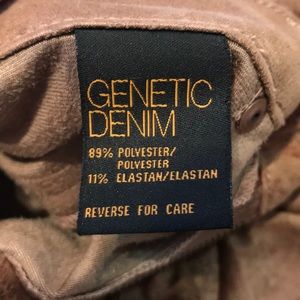 GENETIC
DENIM
89% POLYESTER/
POLYESTER
11% ELASTAN/ELASTAN
REVERSE FOR CARE